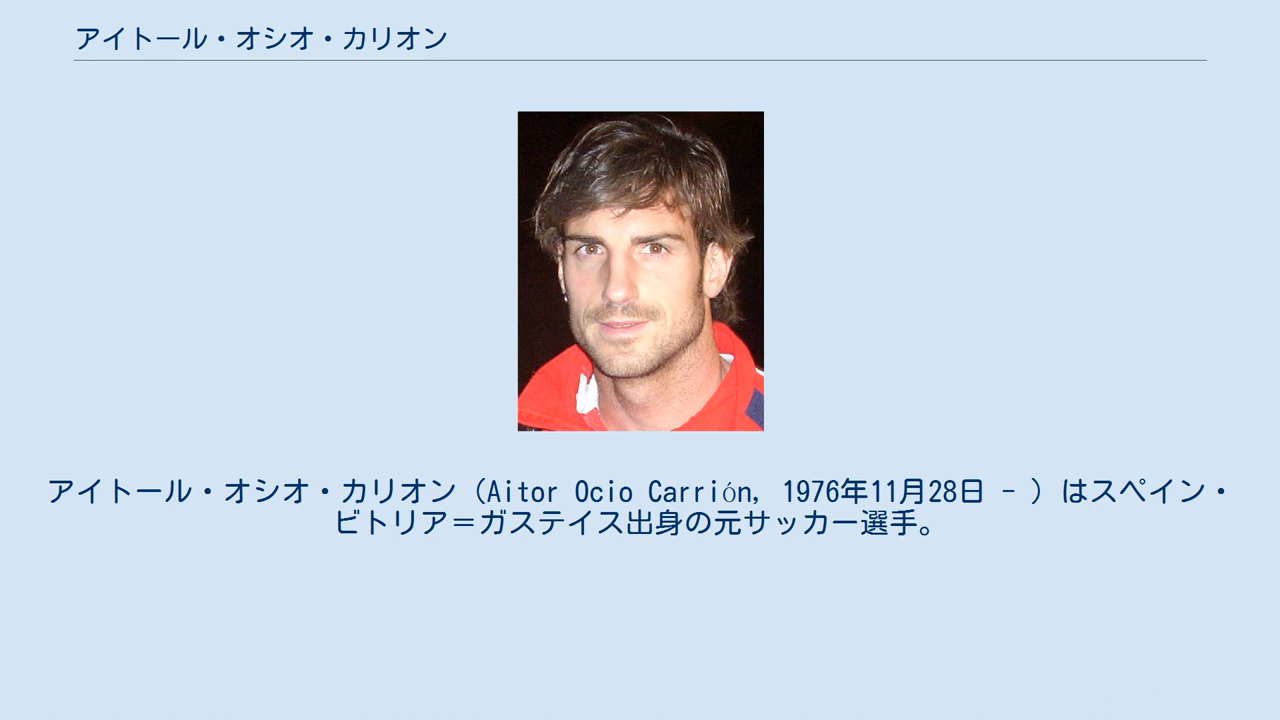 アイトール・オシオ・カリオン
アイトール・オシオ・カリオン（Aitor Ocio Carrión, 1976年11月28日 - ）はスペイン・
ビトリア＝ガステイス出身の元サッカー選手。